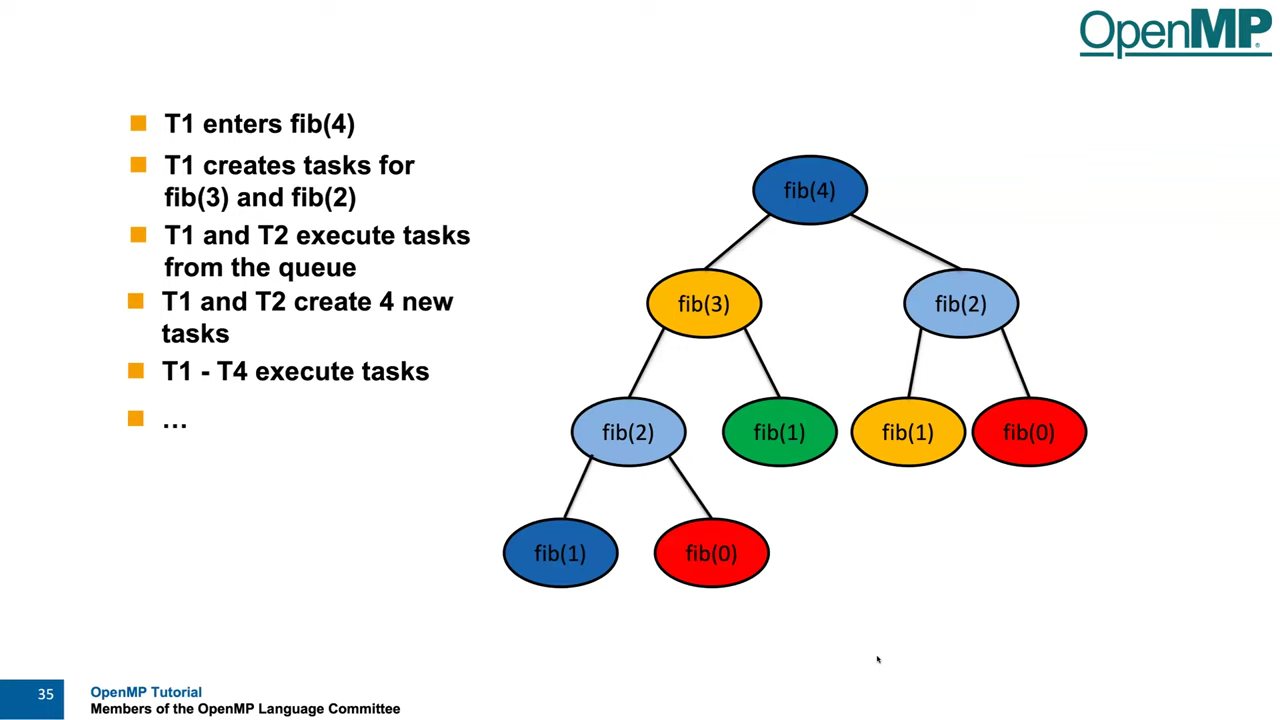 OpenMP
T1 enters fib(4)
T1 creates tasks for
fib(3) and fib(2)
T1 and T2 execute tasks
from the queue
T1 and T2 create 4 new
tasks
T1 - T4 execute tasks
...
fib(4)
fib(3)
fib(2)
fib(2)
fib(1)
fib(1)
fib(0)
fib(1)
fib(0)
35
OpenMP Tutorial
Members of the OpenMP Language Committee